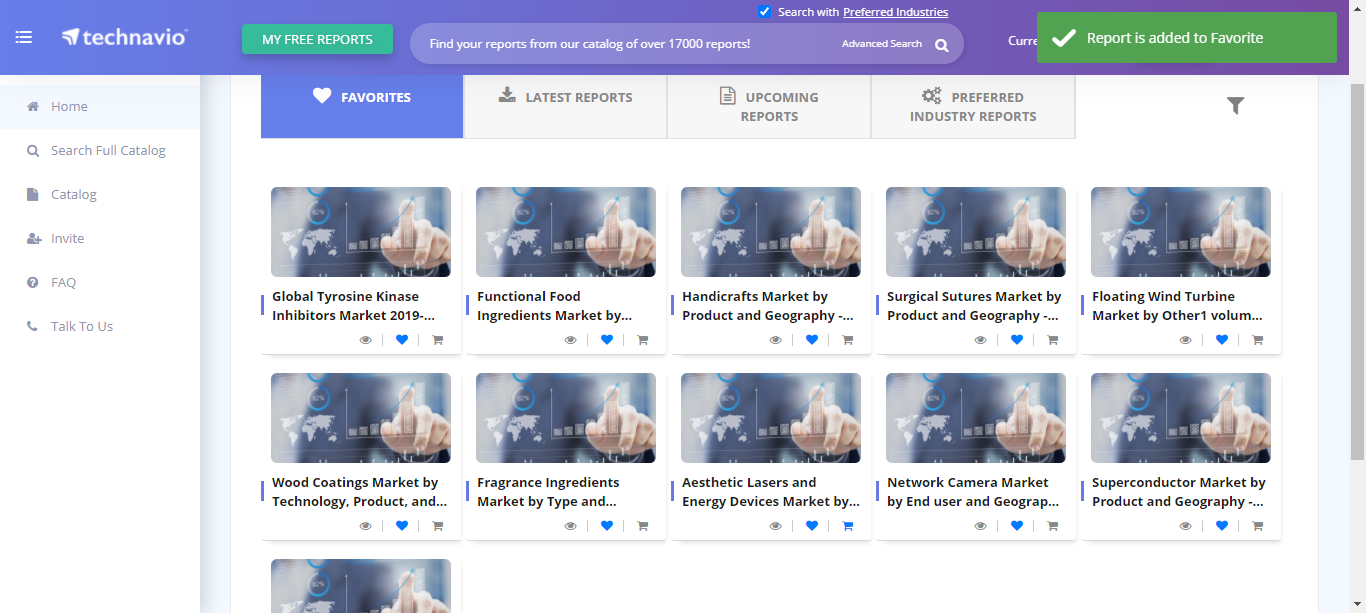 Search with Preferred Industries
technavio
MY FREE REPORTS
Find your reports from our catalog of over 17000 reports!
Advanced Search
Curre
Report is added to Favorite
Home
Search Full Catalog
Catalog
Invite
FAQ
Talk To Us
FAVORITES
LATEST REPORTS
UPCOMING
REPORTS
PREFERRED
INDUSTRY REPORTS
Global Tyrosine Kinase
Inhibitors Market 2019-...
Functional Food
Ingredients Market by...
Handicrafts Market by
Product and Geography -...
Surgical Sutures Market by
Product and Geography -...
Floating Wind Turbine
Market by Other1 volum...
Wood Coatings Market by
Technology, Product, and...
Fragrance Ingredients
Market by Type and...
Aesthetic Lasers and
Energy Devices Market by...
Network Camera Market
by End user and Geograp...
Superconductor Market by
Product and Geography -...